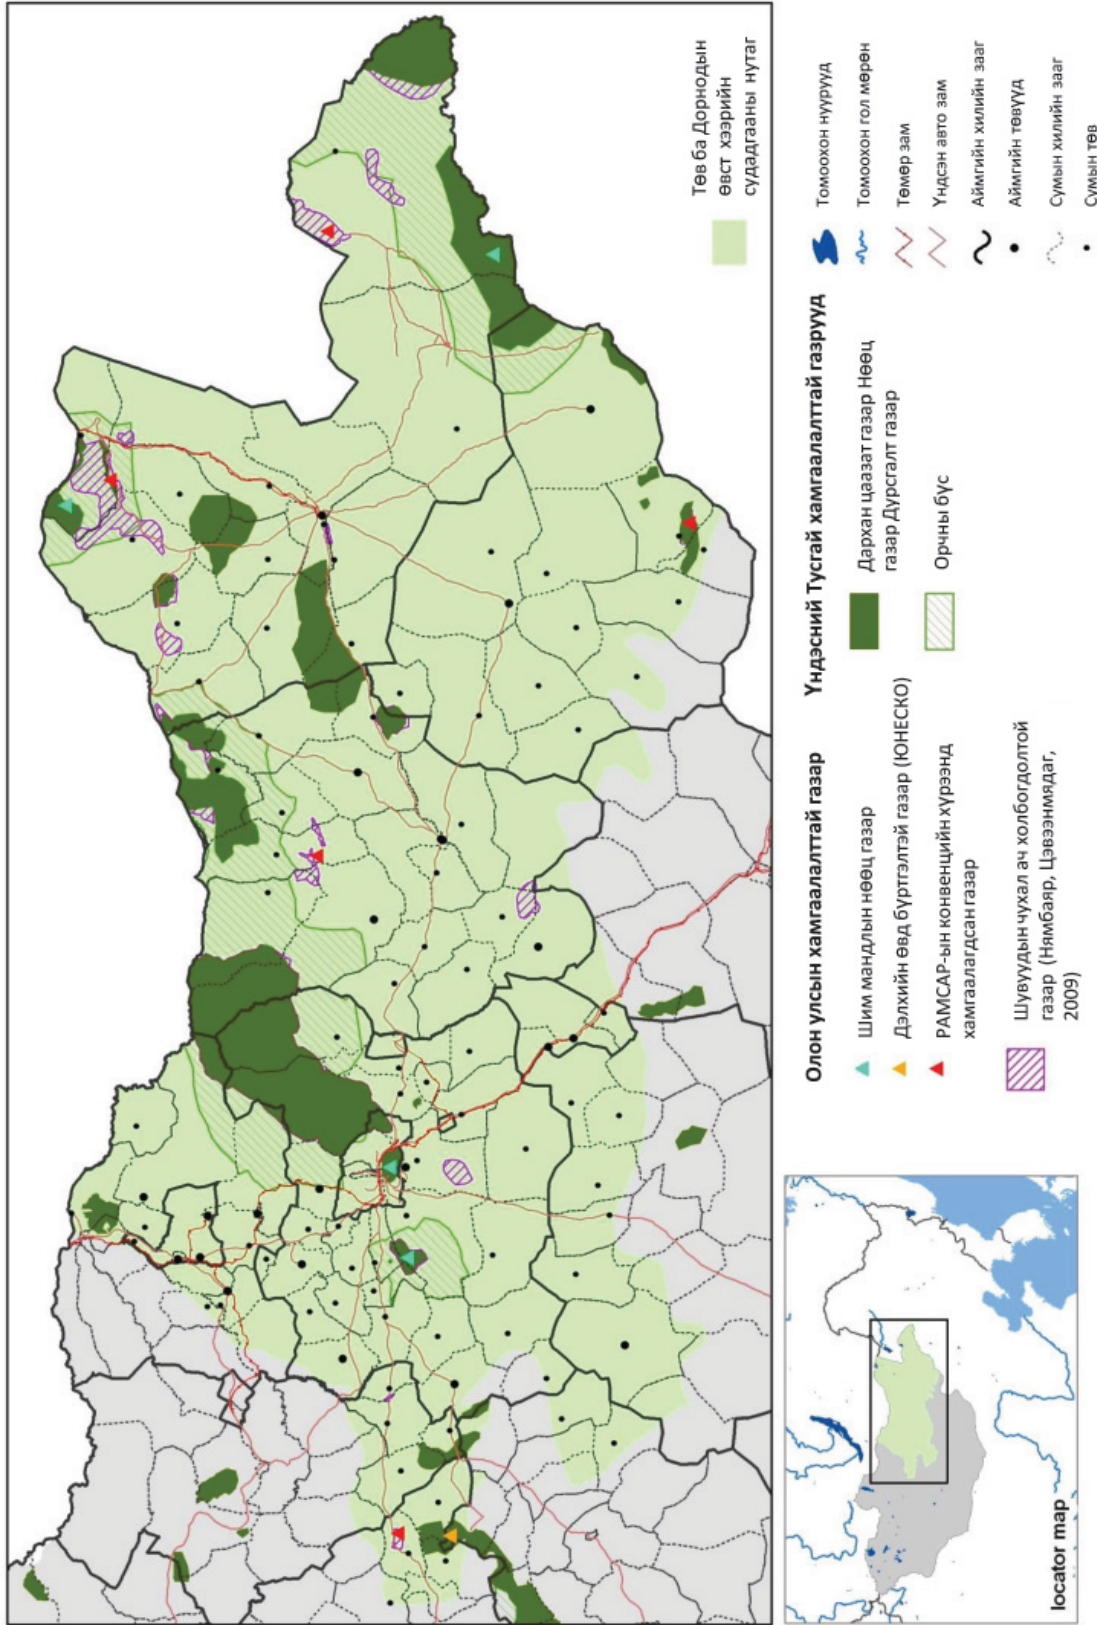 Төв ба Дорнодын
өвст хээрийн
судадгааны нутаг
Олон улсын хамгаалалттай газар
Шим мандлын нөөц газар
Дэлхийн өвд бүртгэлтэй газар (ЮНЕСКО)
РАМСАР-ын конвенцийн хүрээнд
хамгаалагдсан газар
Шувуудын чухал ач холбогдолтой
газар (Нямбаяр, Цэвээнмядаг,
2009)
Үндэсний Тусгай хамгаалалттай газрууд
Дархан цаазат газар Нөөц
газар Дурсгалт газар
Орчны бүс
Томоохон нуурууд
Томоохон гол мөрөн
Төмөр зам
Үндсэн авто зам
Аймгийн хилийн зааг
Аймгийн төвүүд
Сумын хилийн зааг
Сумын төв
locator map